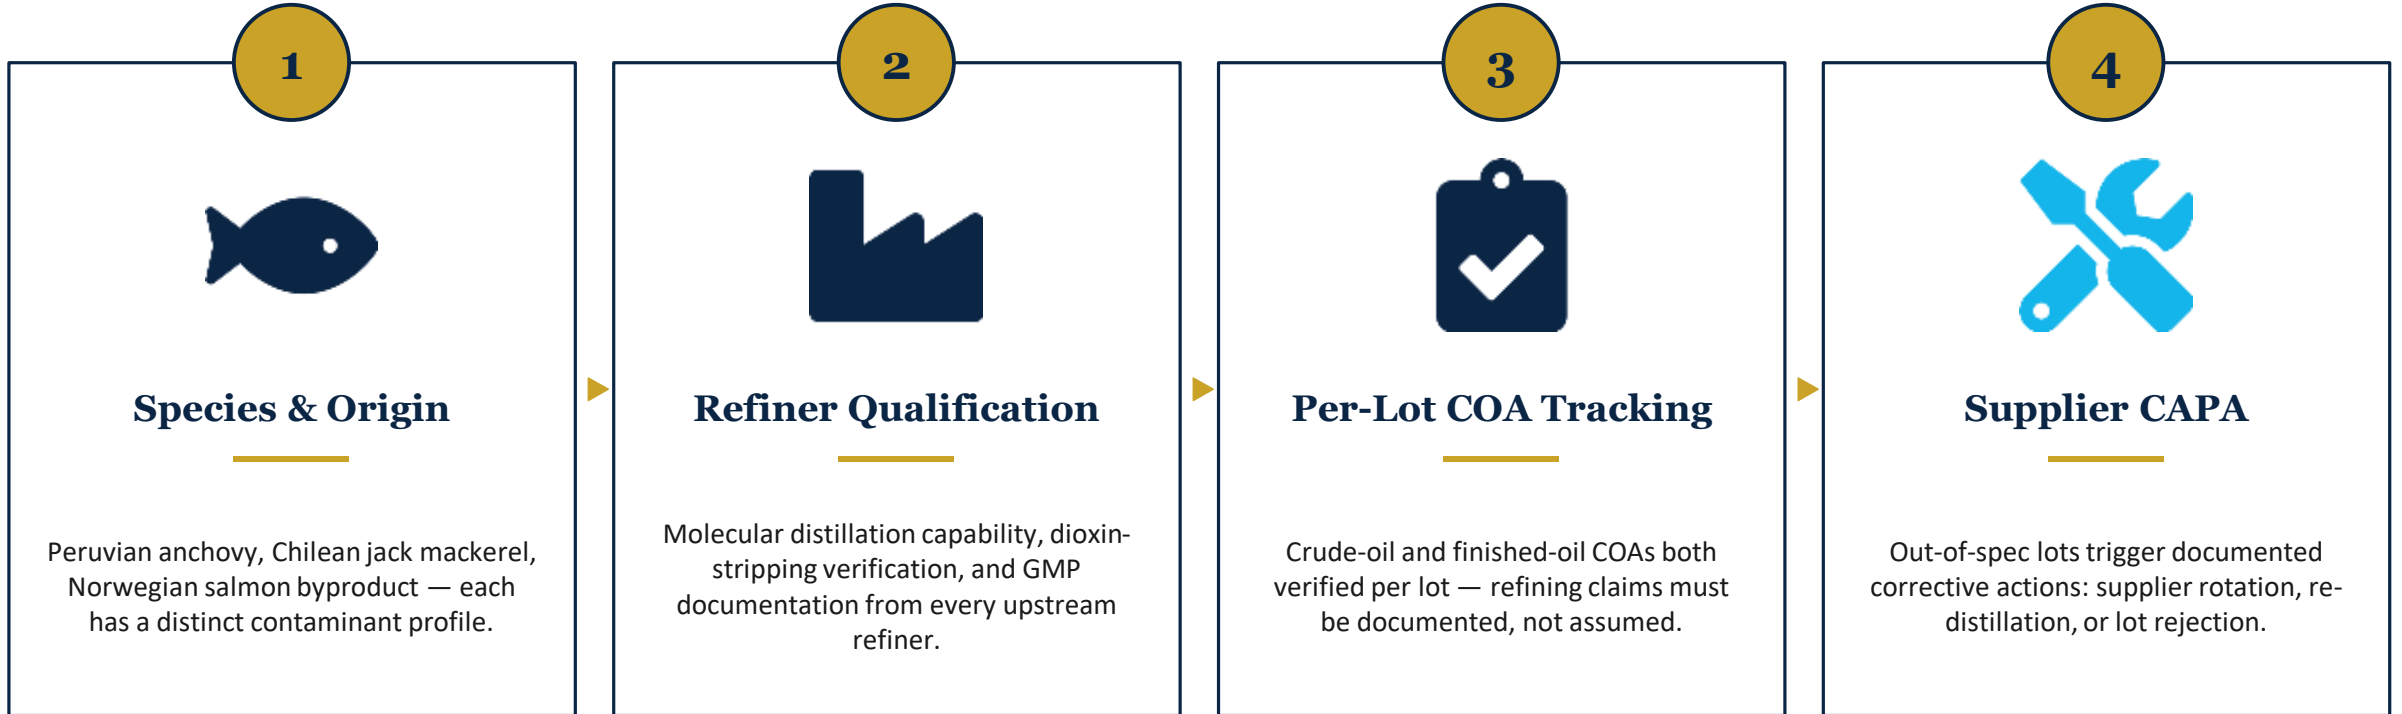 1
Species & Origin
Peruvian anchovy, Chilean jack mackerel,
Norwegian salmon byproduct — each
has a distinct contaminant profile.
2
Refiner Qualification
Molecular distillation capability, dioxin-
stripping verification, and GMP
documentation from every upstream
refiner.
3
Per-Lot COA Tracking
Crude-oil and finished-oil COAs both
verified per lot — refining claims must
be documented, not assumed.
4
Supplier CAPA
Out-of-spec lots trigger documented
corrective actions: supplier rotation, re-
distillation, or lot rejection.